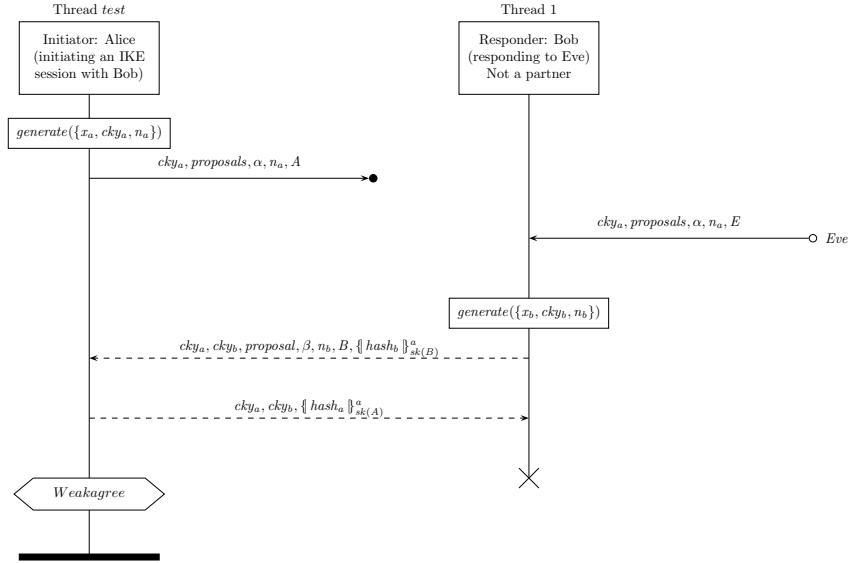 Thread test
Thread 1
Initiator: Alice
(initiating an IKE
session with Bob)
Responder: Bob
(responding to Eve)
Not a partner
generate({x_a, cky_a, n_a})
cky_a, proposals, α, n_a, A
cky_a, proposals, α, n_a, E
Eve
generate({x_b, cky_b, n_b})
cky_a, cky_b, proposal, β, n_b, B, {| hash_b |}^a_sk(B)
cky_a, cky_b, {| hash_a |}^a_sk(A)
Weakagree